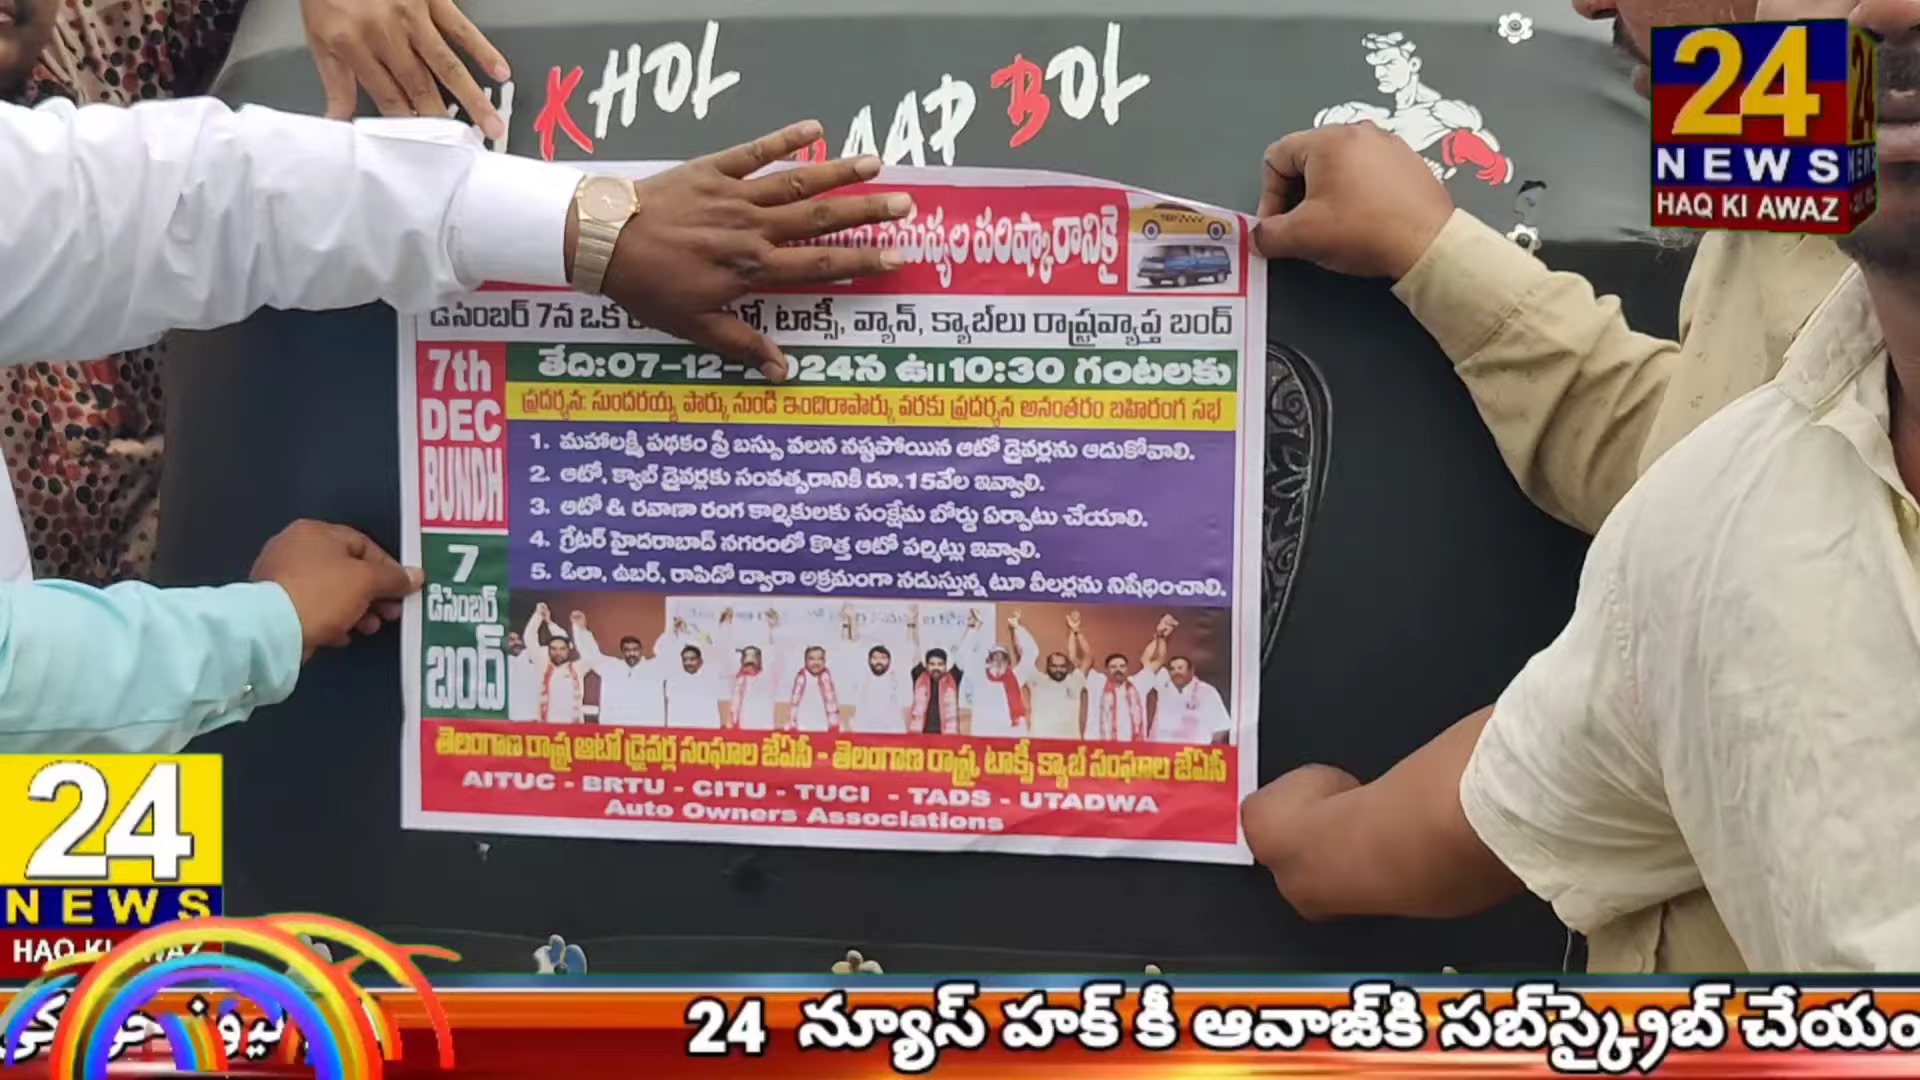 KHOL
BAAP BOL
24
NEWS
HAQ KI AWAZ
సమస్యల పరిష్కారానికై
డిసెంబర్ 7న ఒక టాక్సీ, వ్యాన్, క్యాబ్‌లు రాష్ట్రవ్యాప్త బంద్
7th
DEC
BUNDH
తేది:07-12-2024న ఉ॥10:30 గంటలకు
ప్రదర్శన: సుందరయ్య పార్కు నుండి ఇందిరాపార్కు వరకు ప్రదర్శన అనంతరం బహిరంగ సభ
1. మహాలక్ష్మి పథకం ఫ్రీ బస్సు వలన నష్టపోయిన ఆటో డ్రైవర్లను ఆదుకోవాలి.
2. ఆటో, క్యాబ్ డ్రైవర్లకు సంవత్సరానికి రూ.15వేల ఇవ్వాలి.
3. ఆటో & రవాణా రంగ కార్మికులకు సంక్షేమ బోర్డు ఏర్పాటు చేయాలి.
4. గ్రేటర్ హైదరాబాద్ నగరంలో కొత్త ఆటో పర్మిట్లు ఇవ్వాలి.
5. ఓలా, ఉబర్, రాపిడో ద్వారా అక్రమంగా నడుస్తున్న టూ వీలర్లను నిషేధించాలి.
7
డిసెంబర్
బంద్
తెలంగాణ రాష్ట్ర ఆటో డ్రైవర్ల సంఘాల జేఏసీ - తెలంగాణ రాష్ట్ర టాక్సీ క్యాబ్ సంఘాల జేఏసీ
AITUC - BRTU - CITU - TUCI - TADS - UTADWA
Auto Owners Associations
24
NEWS
HAQ KI AWAZ
24 న్యూస్ హక్ కీ ఆవాజ్‌కి సబ్‌స్క్రైబ్ చేయం